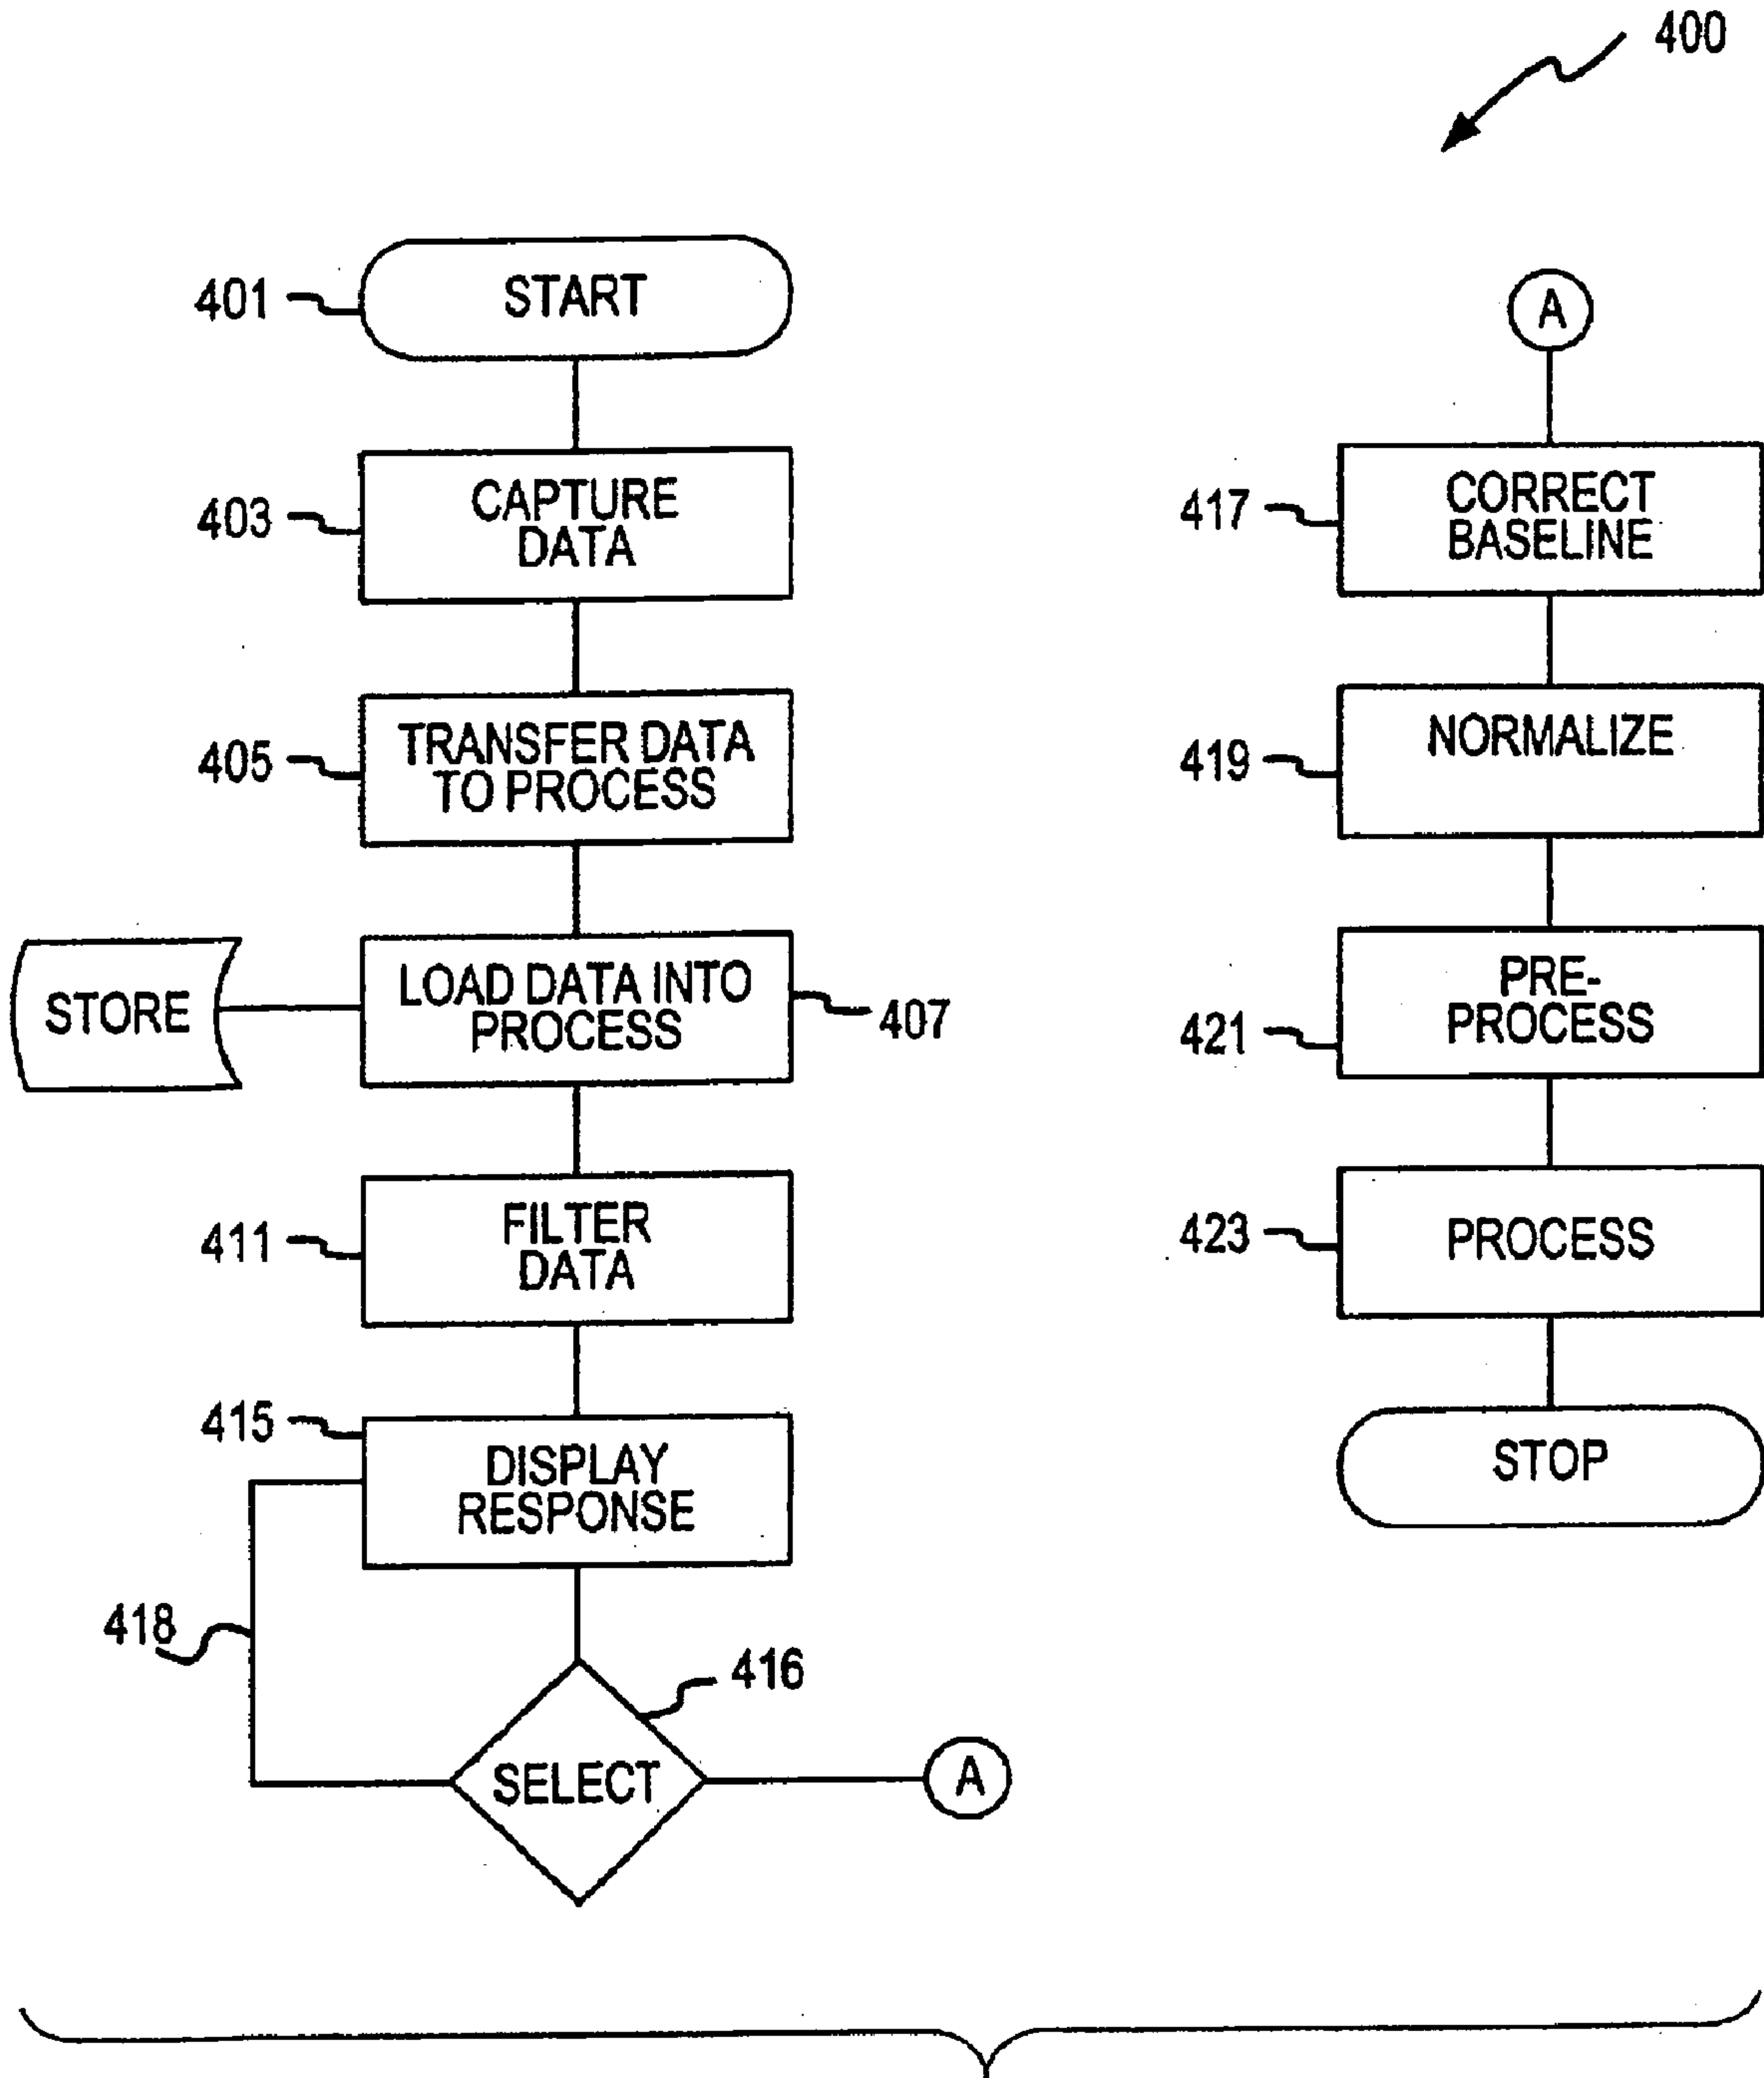 400
401
START
403
CAPTURE
DATA
405
TRANSFER DATA
TO PROCESS
STORE
LOAD DATA INTO
PROCESS
407
411
FILTER
DATA
415
DISPLAY
RESPONSE
418
416
SELECT
A
A
417
CORRECT
BASELINE
419
NORMALIZE
421
PRE-
PROCESS
423
PROCESS
STOP